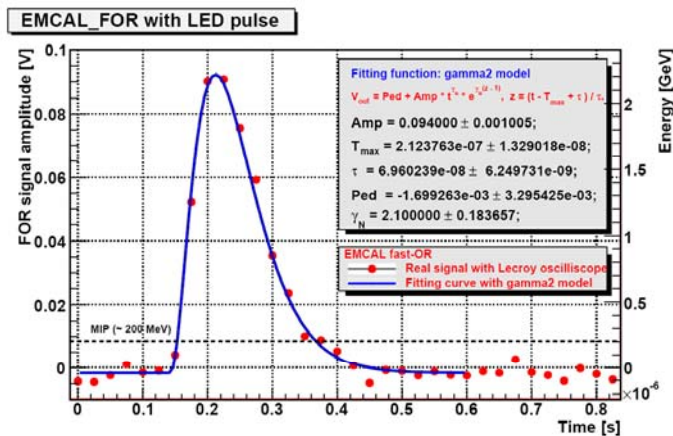 EMCAL_FOR with LED pulse
FOR signal amplitude [V]
0.1
0.08
0.06
0.04
0.02
0
MIP (~ 200 MeV)
Fitting function: gamma2 model
V_out = Ped + Amp * t^γ_N * e^γ_N(z - 1), z = (t - T_max + τ) / τ,
Amp = 0.094000 ± 0.001005;
T_max = 2.123763e-07 ± 1.329018e-08;
τ = 6.960239e-08 ± 6.249731e-09;
Ped = -1.699263e-03 ± 3.295425e-03;
γ_N = 2.100000 ± 0.183657;
EMCAL fast-OR
Real signal with Lecroy oscilliscope
Fitting curve with gamma2 model
Energy [GeV]
2
1.5
1
0.5
0
×10^-6
0 0.1 0.2 0.3 0.4 0.5 0.6 0.7 0.8
Time [s]